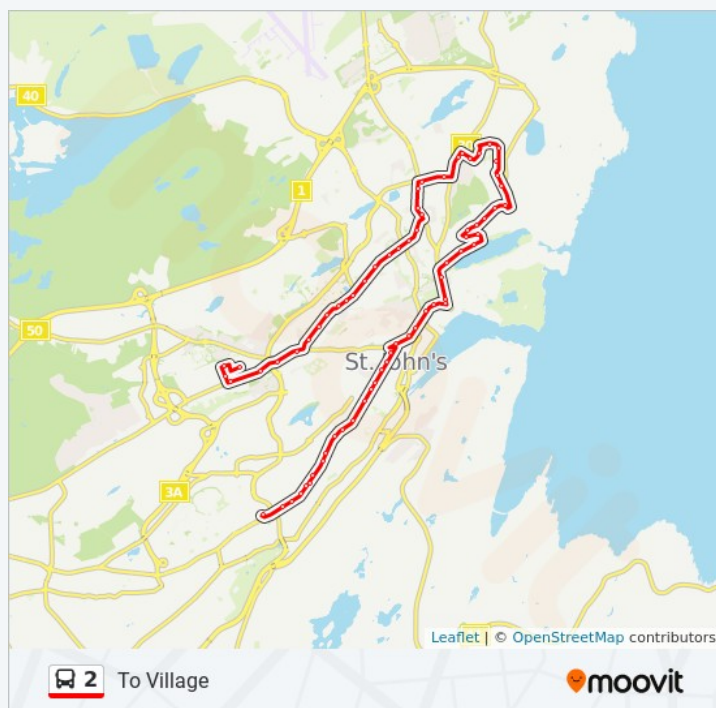 40
1
50
St. John's
3A
Leaflet | © OpenStreetMap contributors
2 To Village
moovit